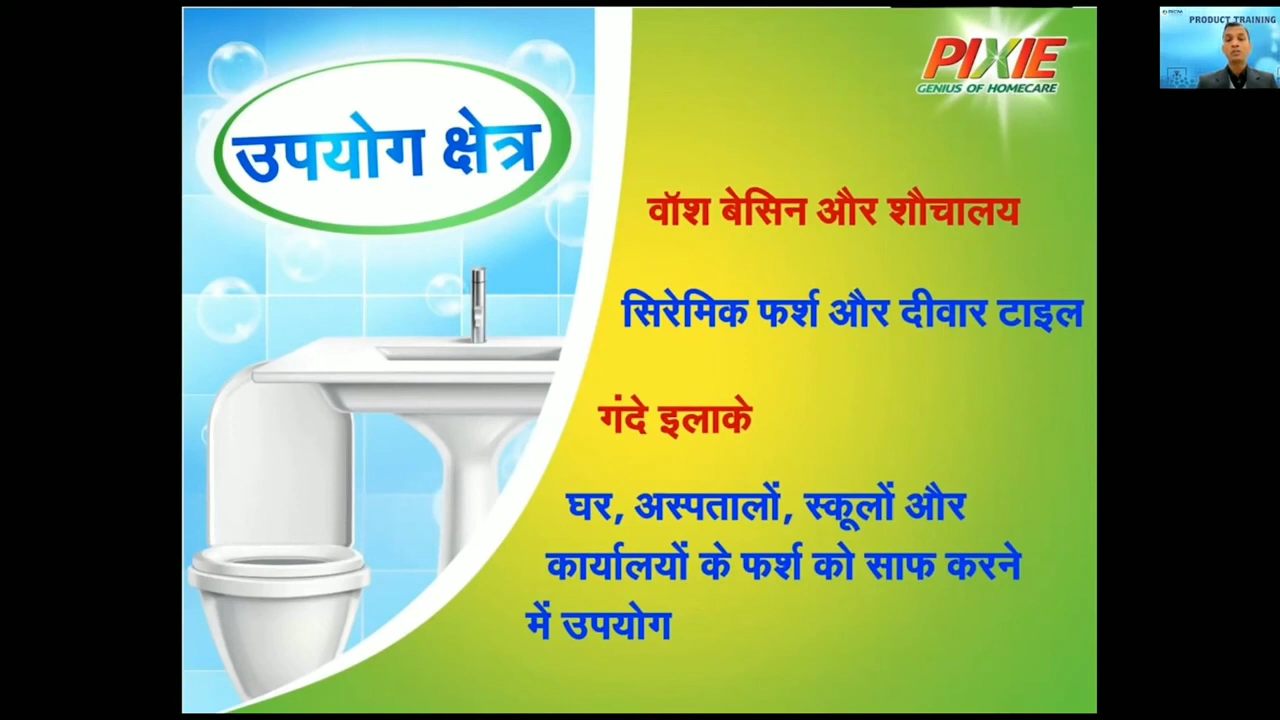 उपयोग क्षेत्र
PIXIE
GENIUS OF HOMECARE
वॉश बेसिन और शौचालय
सिरेमिक फर्श और दीवार टाइल
गंदे इलाके
घर, अस्पतालों, स्कूलों और
कार्यालयों के फर्श को साफ करने
में उपयोग
PRODUCT TRAINING